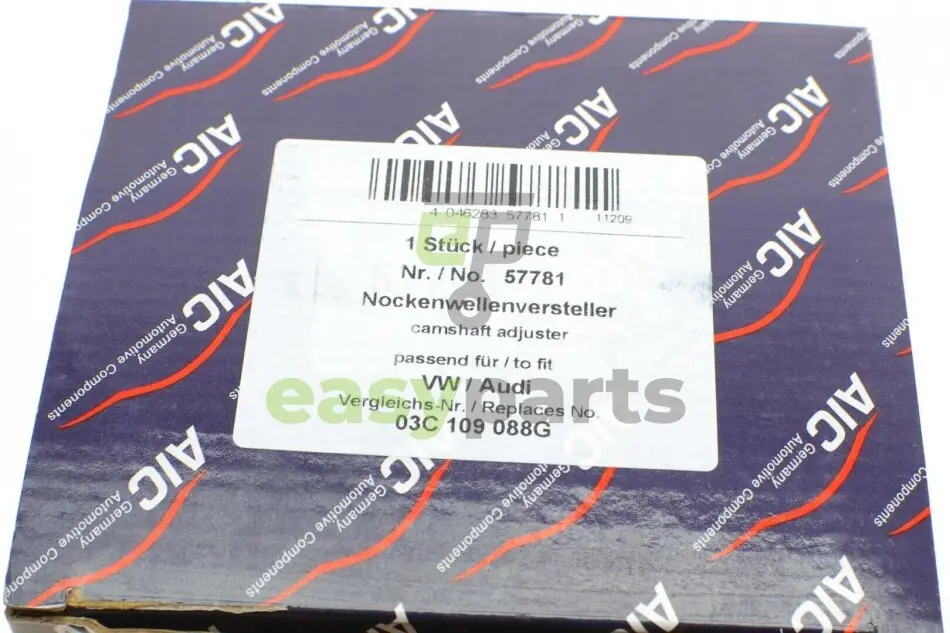 AIC
Germany
Automotive Components
4 046283 57781 1 11209
1 Stück / piece
Nr. / No. 57781
Nockenwellenversteller
camshaft adjuster
passend für / to fit
VW / Audi
Vergleichs-Nr. / Replaces No.
03C 109 088G
easyparts